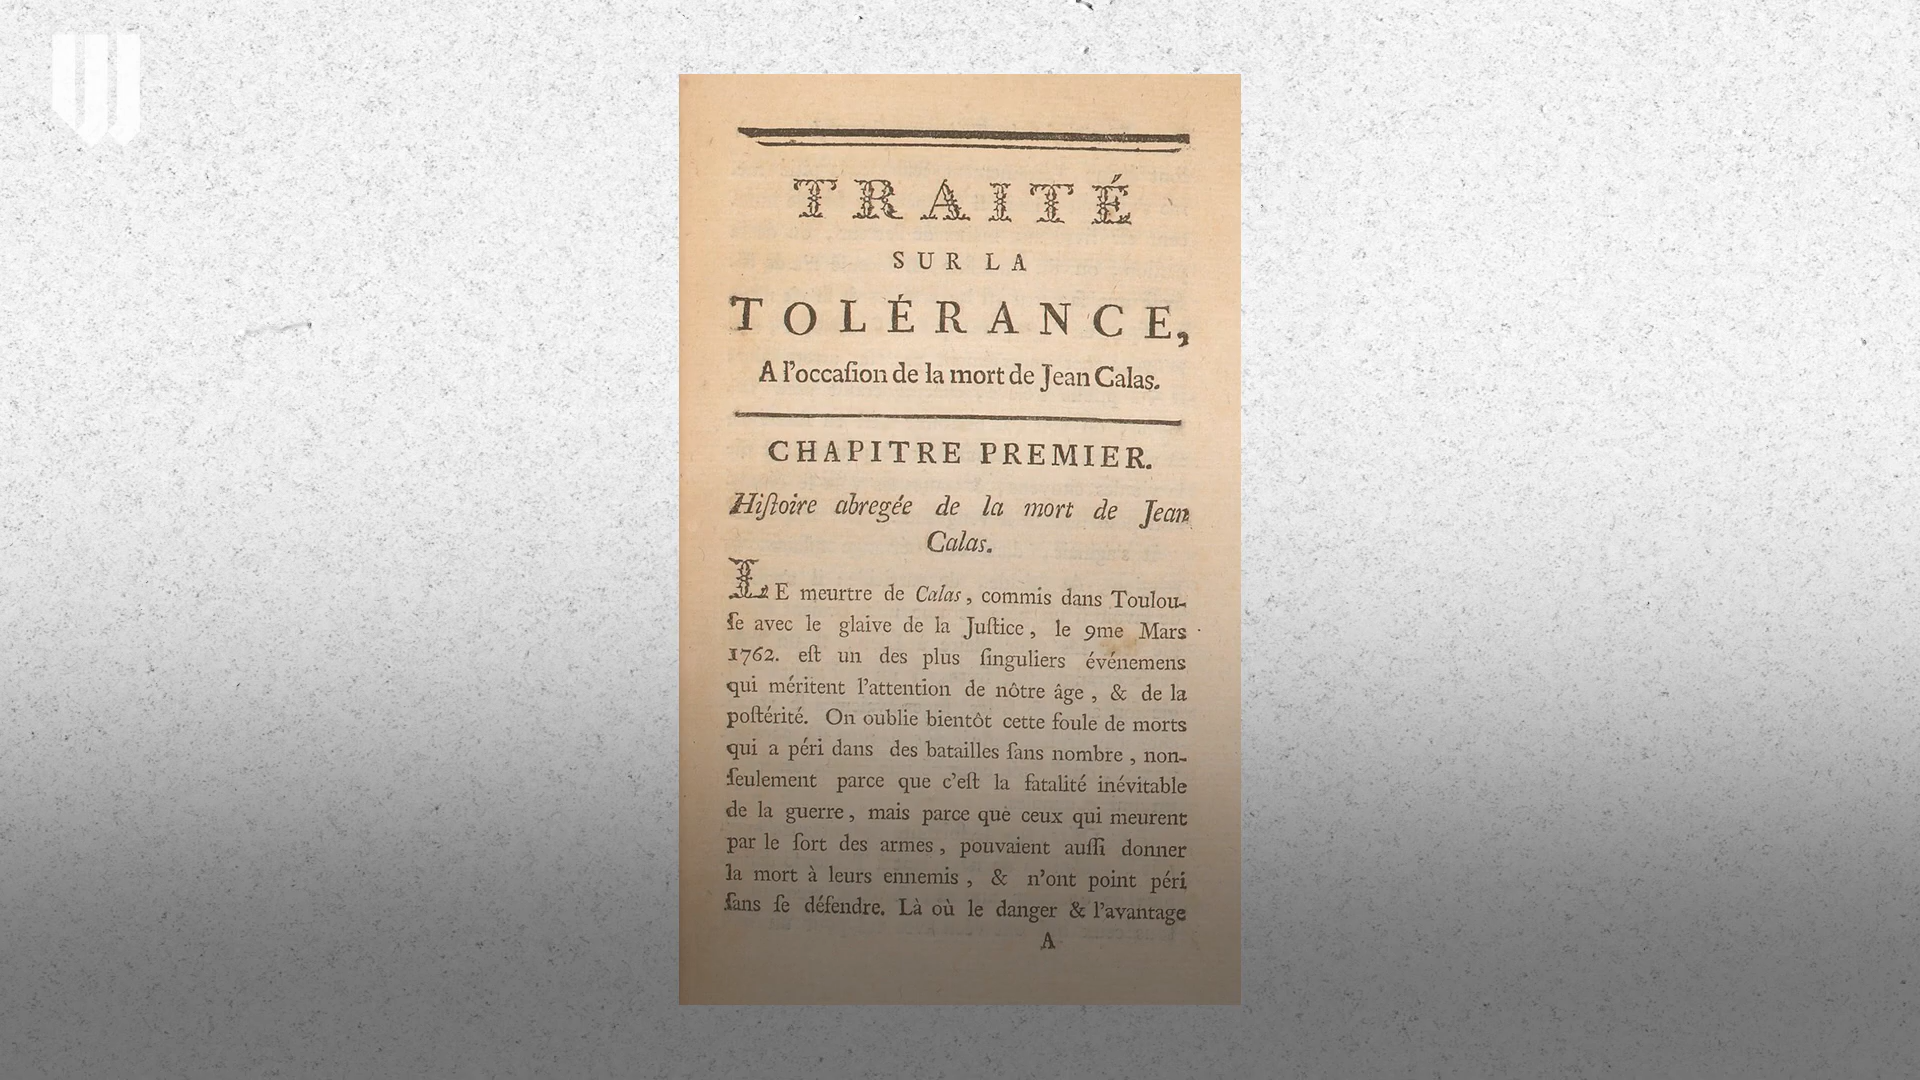 TRAITÉ
SUR LA
TOLÉRANCE,
A l'occaſion de la mort de Jean Calas.
CHAPITRE PREMIER.
Hiſtoire abregée de la mort de Jean
Calas.
LE meurtre de Calas, commis dans Toulou-
ſe avec le glaive de la Juſtice, le 9me Mars
1762. eſt un des plus ſinguliers événemens
qui méritent l'attention de nôtre âge, & de la
poſtérité. On oublie bientôt cette foule de morts
qui a péri dans des batailles ſans nombre, non-
ſeulement parce que c'eſt la fatalité inévitable
de la guerre, mais parce que ceux qui meurent
par le ſort des armes, pouvaient auſſi donner
la mort à leurs ennemis, & n'ont point péri
ſans ſe défendre. Là où le danger & l'avantage
A